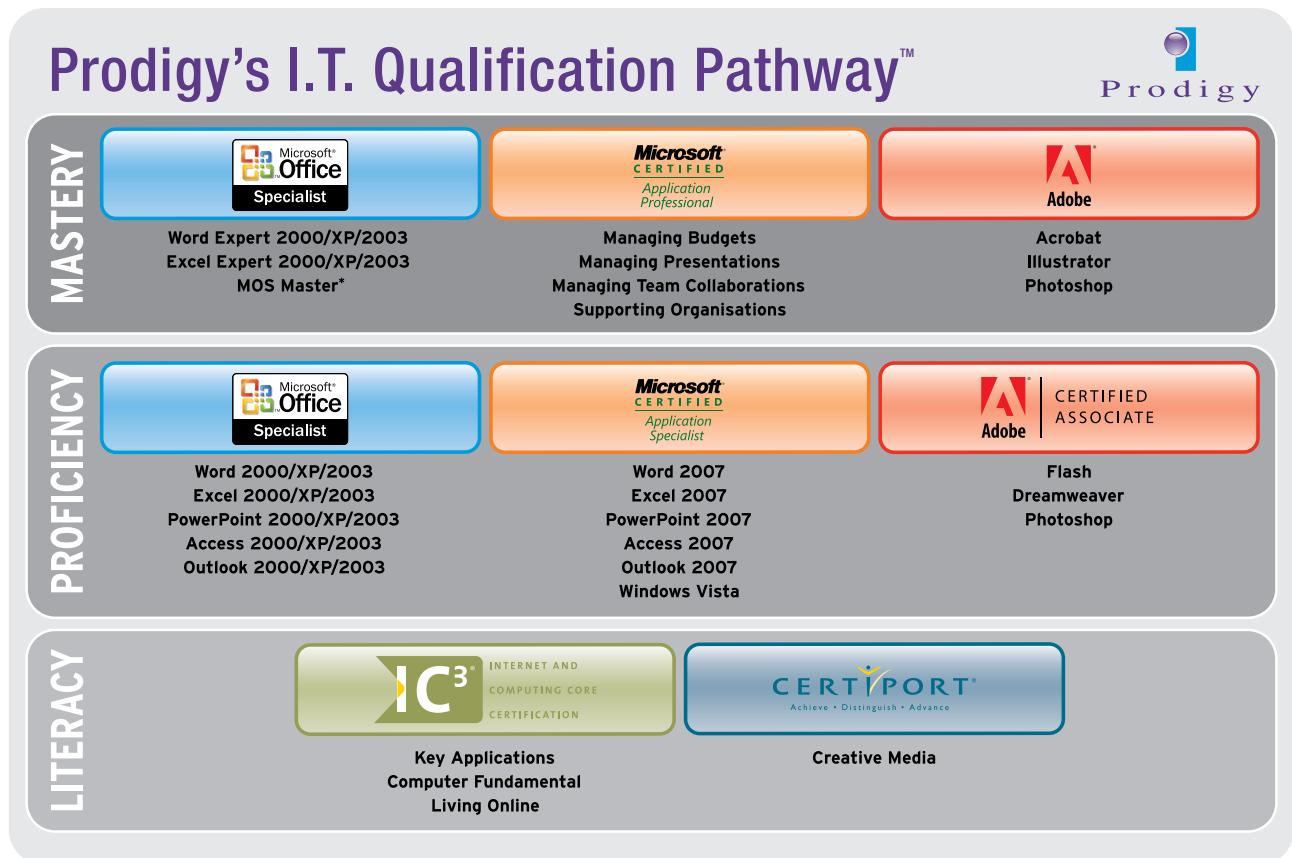 Prodigy's I.T. Qualification Pathway™
Prodigy
MASTERY
Microsoft®
Office
Specialist
Word Expert 2000/XP/2003
Excel Expert 2000/XP/2003
MOS Master*
Microsoft
CERTIFIED
Application
Professional
Managing Budgets
Managing Presentations
Managing Team Collaborations
Supporting Organisations
Adobe
Acrobat
Illustrator
Photoshop
PROFICIENCY
Microsoft®
Office
Specialist
Word 2000/XP/2003
Excel 2000/XP/2003
PowerPoint 2000/XP/2003
Access 2000/XP/2003
Outlook 2000/XP/2003
Microsoft
CERTIFIED
Application
Specialist
Word 2007
Excel 2007
PowerPoint 2007
Access 2007
Outlook 2007
Windows Vista
Adobe
CERTIFIED
ASSOCIATE
Flash
Dreamweaver
Photoshop
LITERACY
IC³®
INTERNET AND
COMPUTING CORE
CERTIFICATION
Key Applications
Computer Fundamental
Living Online
CERTIPORT®
Achieve • Distinguish • Advance
Creative Media